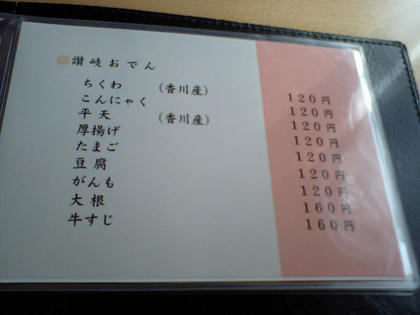 讃岐おでん
ちくわ （香川産） 120円
こんにゃく 120円
平天 （香川産） 120円
厚揚げ 120円
たまご 120円
豆腐 120円
がんも 120円
大根 160円
牛すじ 160円